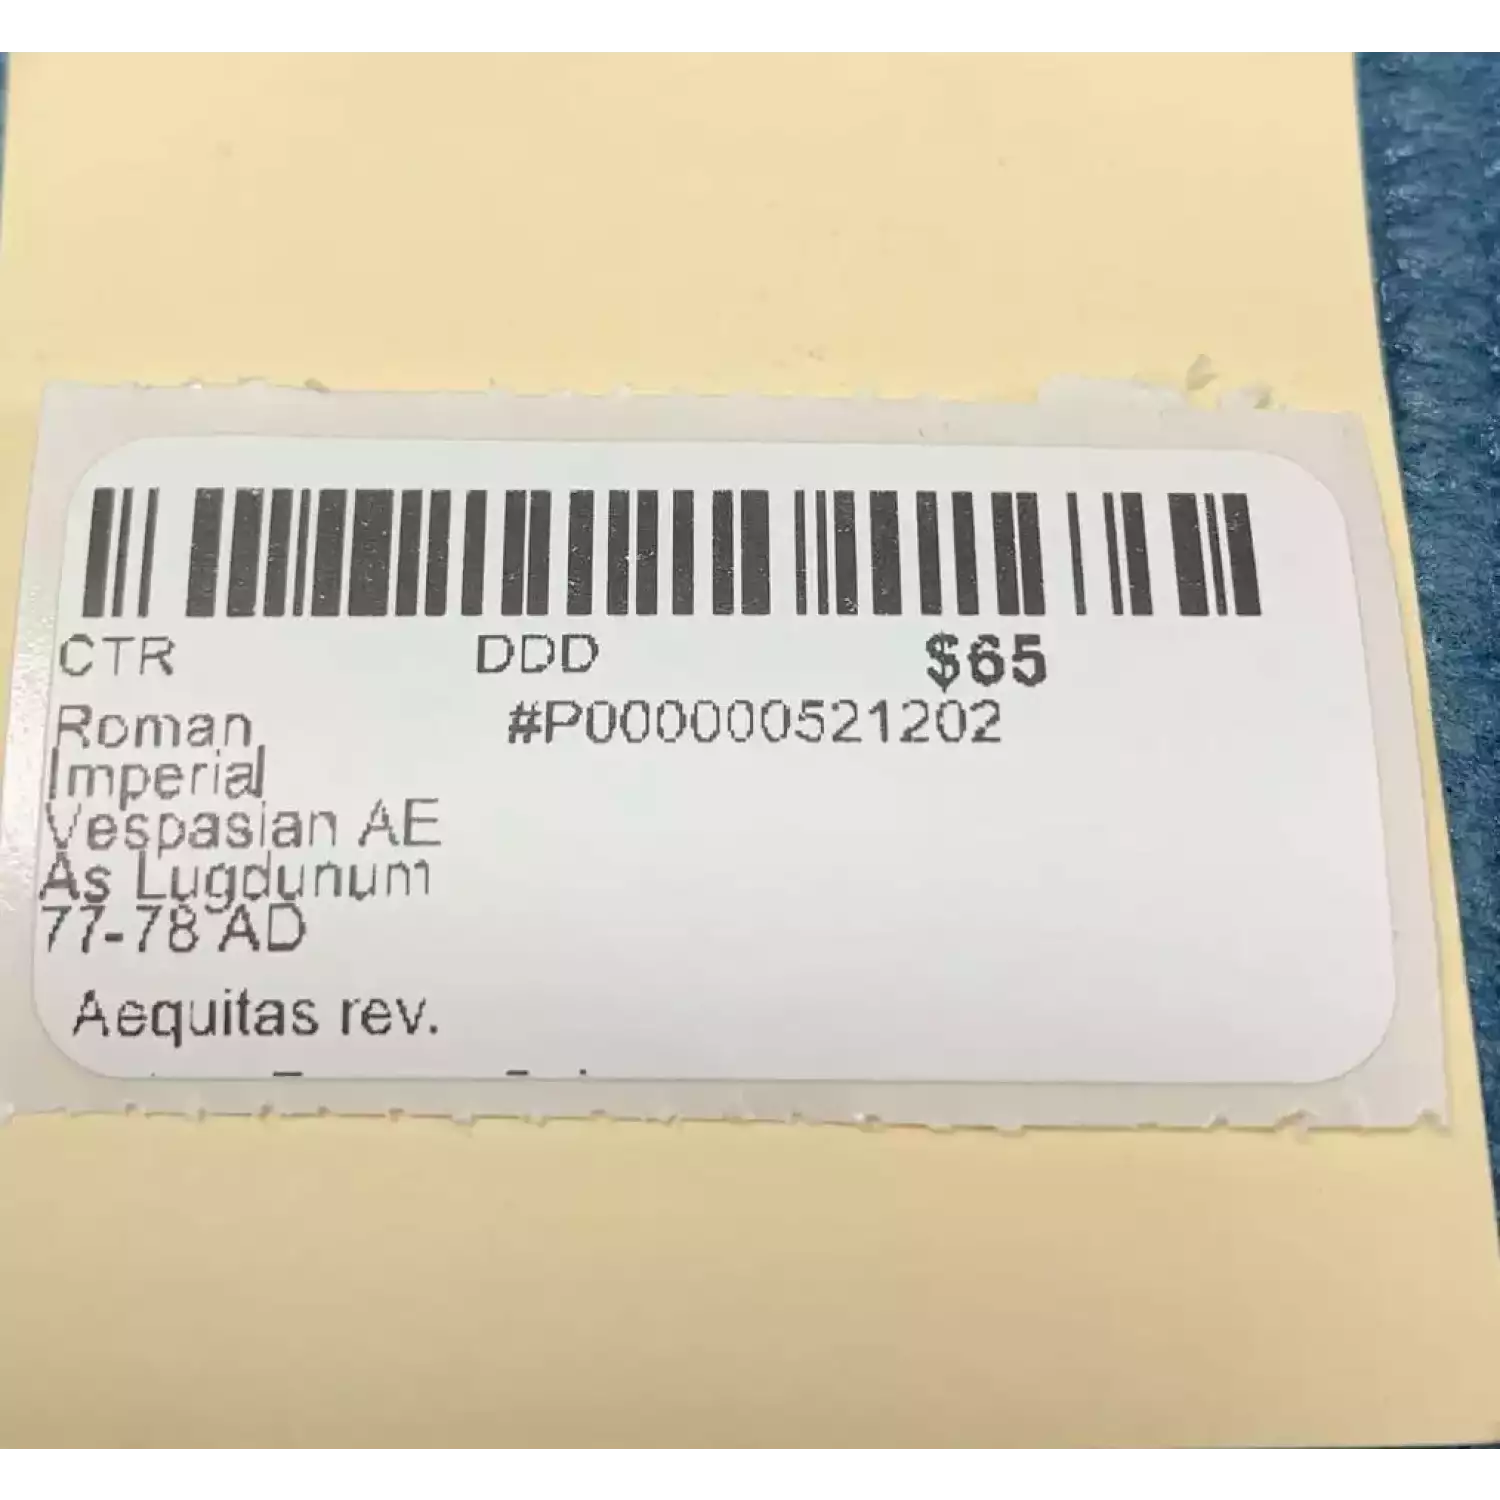 CTR DDD $65
#P000000521202
Roman
Imperial
Vespasian AE
As Lugdunum
77-78 AD
Aequitas rev.